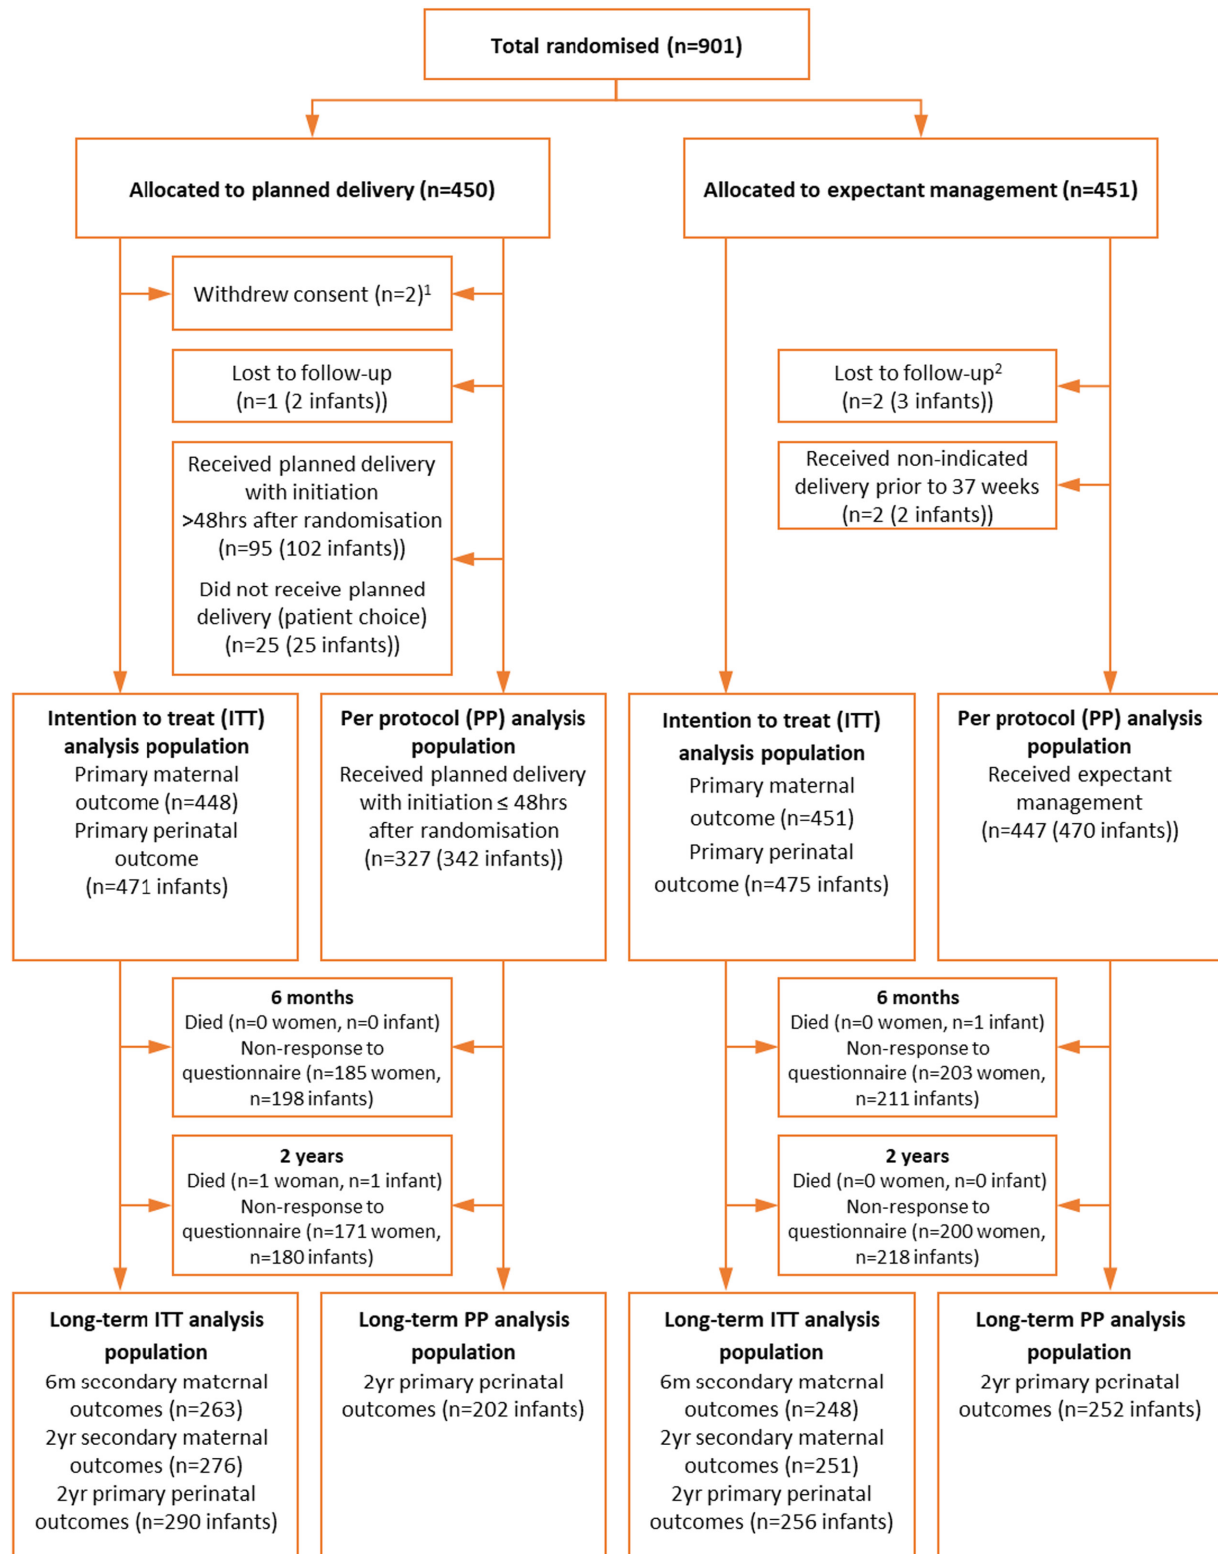 Total randomised (n=901)
Allocated to planned delivery (n=450)
Allocated to expectant management (n=451)
Withdrew consent (n=2)¹
Lost to follow-up
(n=1 (2 infants))
Lost to follow-up²
(n=2 (3 infants))
Received planned delivery
with initiation
>48hrs after randomisation
(n=95 (102 infants))
Did not receive planned
delivery (patient choice)
(n=25 (25 infants))
Received non-indicated
delivery prior to 37 weeks
(n=2 (2 infants))
Intention to treat (ITT)
analysis population
Primary maternal
outcome (n=448)
Primary perinatal
outcome
(n=471 infants)
Per protocol (PP) analysis
population
Received planned delivery
with initiation ≤ 48hrs
after randomisation
(n=327 (342 infants))
Intention to treat (ITT)
analysis population
Primary maternal
outcome (n=451)
Primary perinatal
outcome (n=475 infants)
Per protocol (PP) analysis
population
Received expectant
management
(n=447 (470 infants))
6 months
Died (n=0 women, n=0 infant)
Non-response to
questionnaire (n=185 women,
n=198 infants)
6 months
Died (n=0 women, n=1 infant)
Non-response to
questionnaire (n=203 women,
n=211 infants)
2 years
Died (n=1 woman, n=1 infant)
Non-response to
questionnaire (n=171 women,
n=180 infants)
2 years
Died (n=0 women, n=0 infant)
Non-response to
questionnaire (n=200 women,
n=218 infants)
Long-term ITT analysis
population
6m secondary maternal
outcomes (n=263)
2yr secondary maternal
outcomes (n=276)
2yr primary perinatal
outcomes (n=290 infants)
Long-term PP analysis
population
2yr primary perinatal
outcomes (n=202 infants)
Long-term ITT analysis
population
6m secondary maternal
outcomes (n=248)
2yr secondary maternal
outcomes (n=251)
2yr primary perinatal
outcomes (n=256 infants)
Long-term PP analysis
population
2yr primary perinatal
outcomes (n=252 infants)